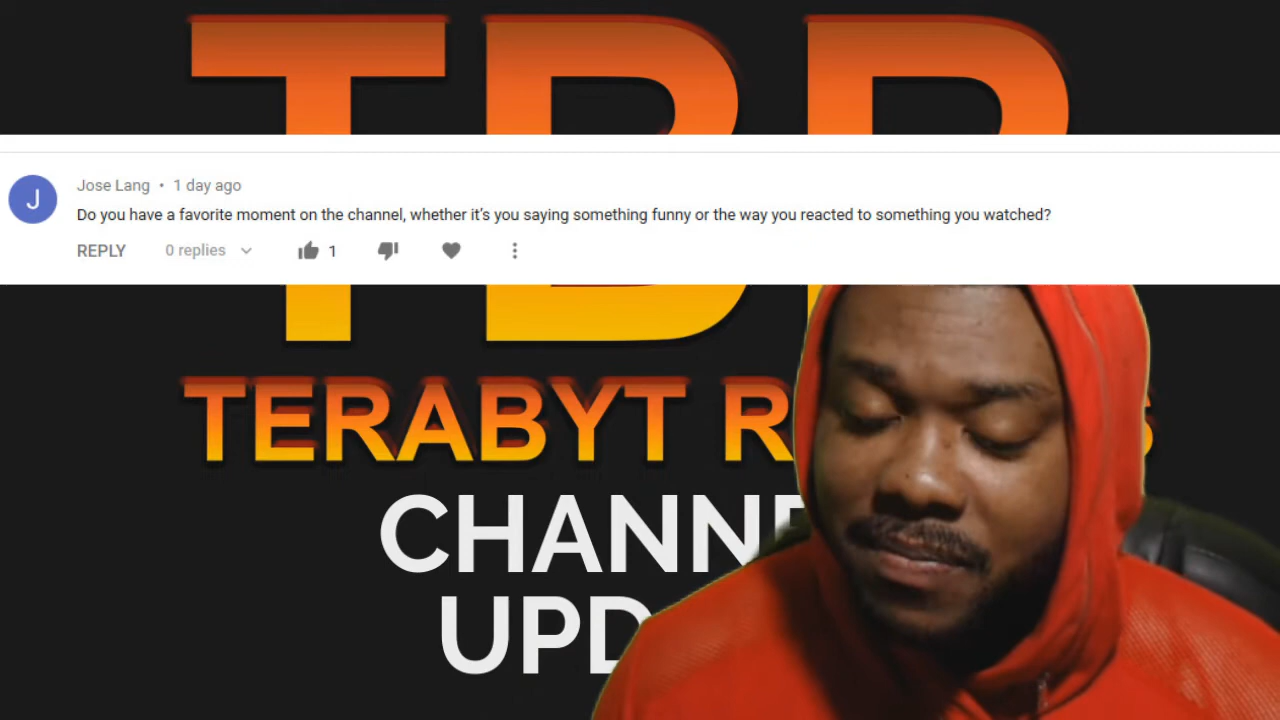 TBR
Jose Lang • 1 day ago
Do you have a favorite moment on the channel, whether it's you saying something funny or the way you reacted to something you watched?
J
REPLY 0 replies 1
TERABYT R
CHANN
UPD